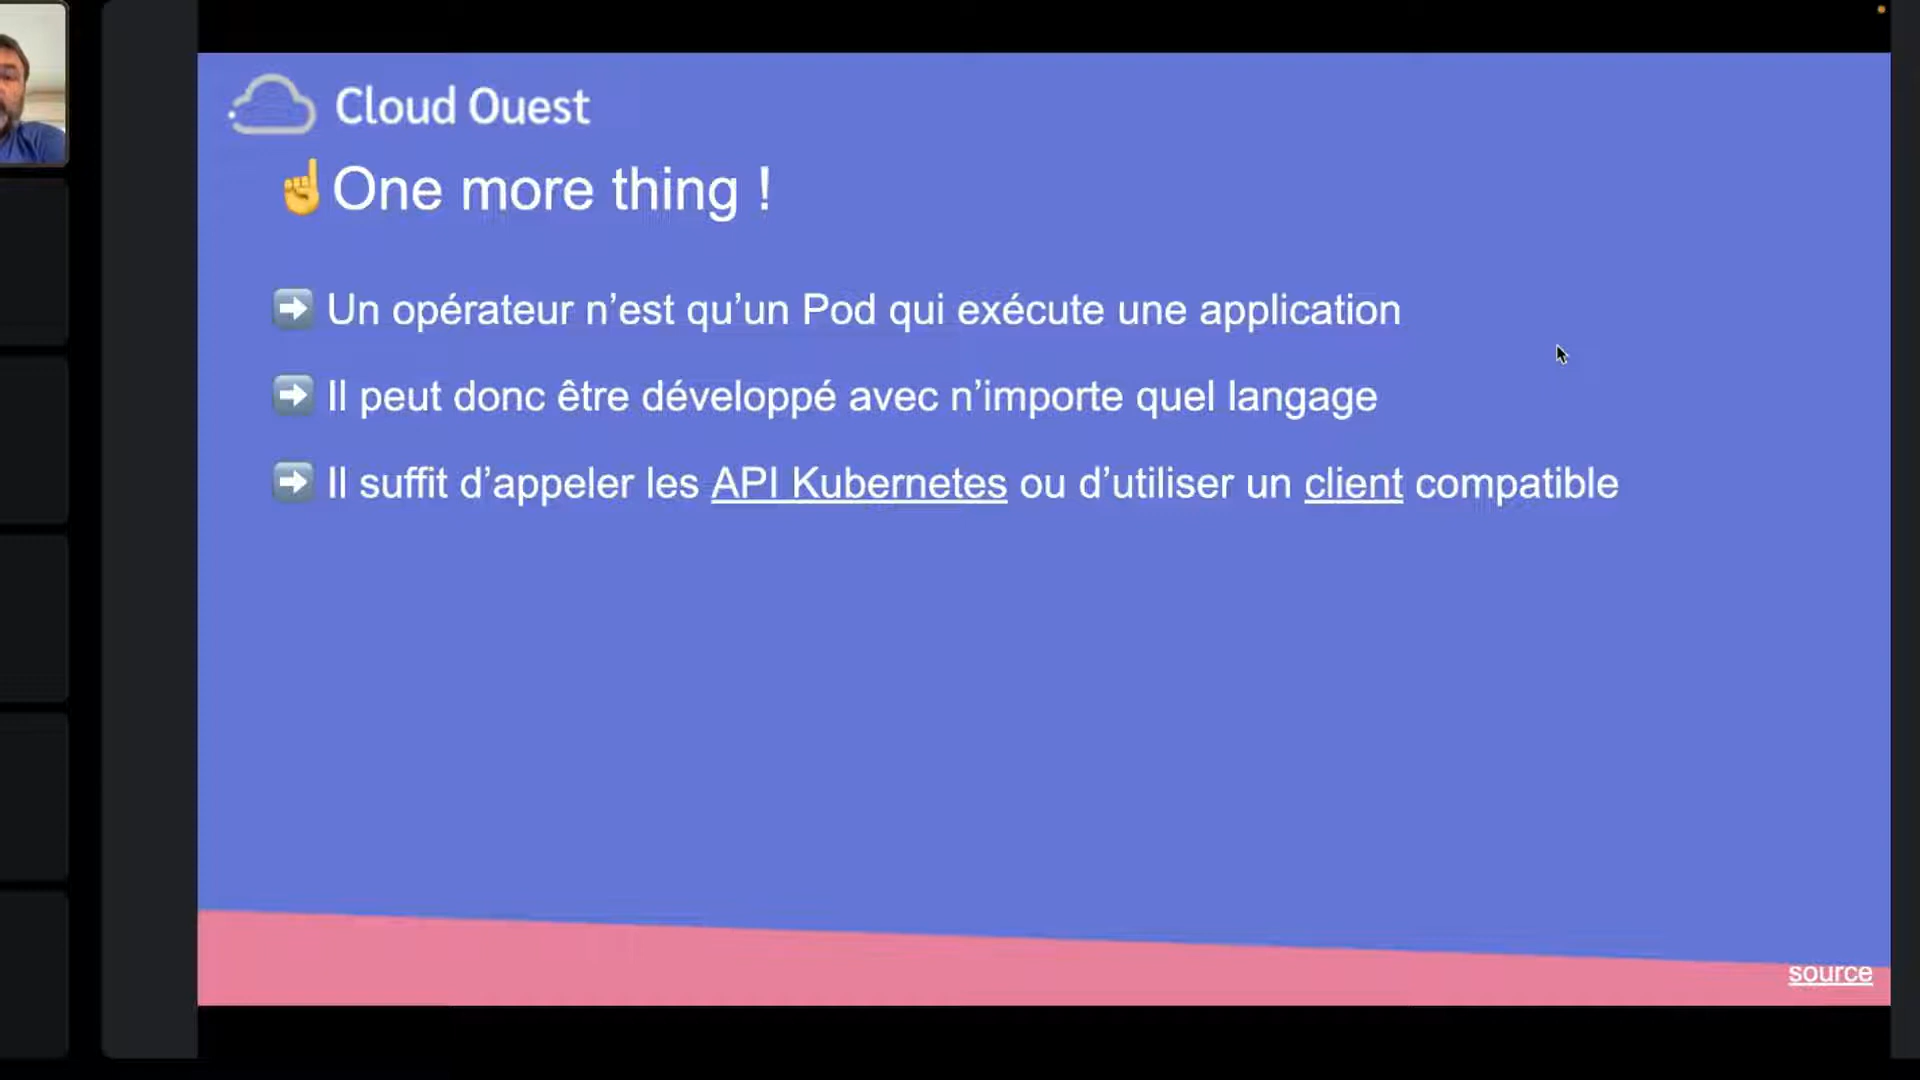 Cloud Ouest
☝One more thing !
➡ Un opérateur n’est qu’un Pod qui exécute une application
➡ Il peut donc être développé avec n’importe quel langage
➡ Il suffit d’appeler les API Kubernetes ou d’utiliser un client compatible
source